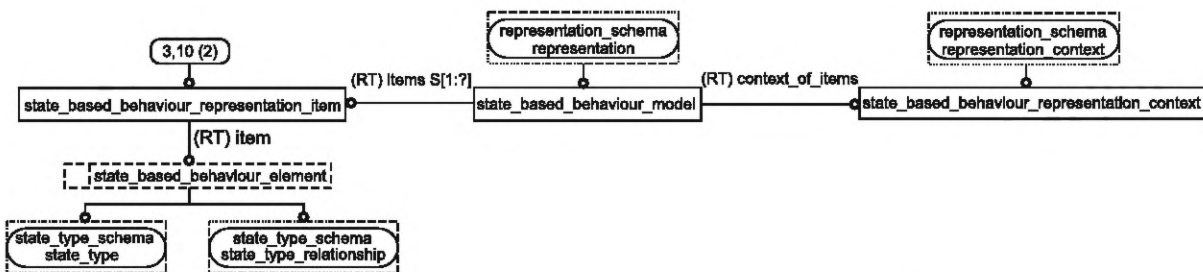 representation_schema
representation
representation_schema
representation_context
3,10 (2)
(RT) Items S[1:?]
(RT) context_of_items
state_based_behaviour_representation_item
state_based_behaviour_model
state_based_behaviour_representation_context
(RT) item
state_based_behaviour_element
state_type_schema
state_type
state_type_schema
state_type_relationship